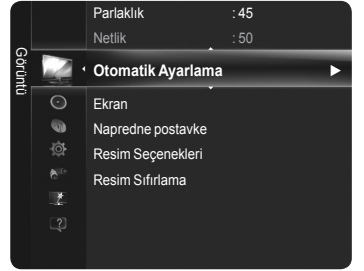 Görüntü
Parlaklık : 45
Netlik : 50
Otomatik Ayarlama
Ekran
Napredne postavke
Resim Seçenekleri
Resim Sıfırlama